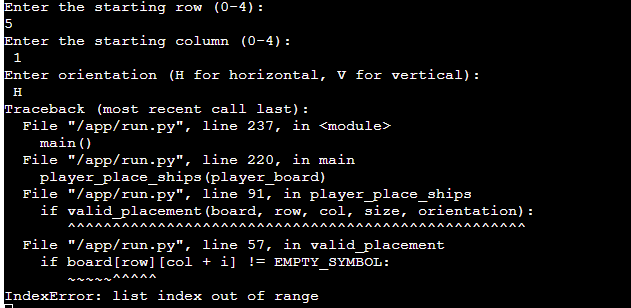 Enter the starting row (0-4):
5
Enter the starting column (0-4):
1
Enter orientation (H for horizontal, V for vertical):
H
Traceback (most recent call last):
  File "/app/run.py", line 237, in <module>
    main()
  File "/app/run.py", line 220, in main
    player_place_ships(player_board)
  File "/app/run.py", line 91, in player_place_ships
    if valid_placement(board, row, col, size, orientation):
       ^^^^^^^^^^^^^^^^^^^^^^^^^^^^^^^^^^^^^^^^^^^^^^^^^^^
  File "/app/run.py", line 57, in valid_placement
    if board[row][col + i] != EMPTY_SYMBOL:
       ~~~~~^^^^^
IndexError: list index out of range